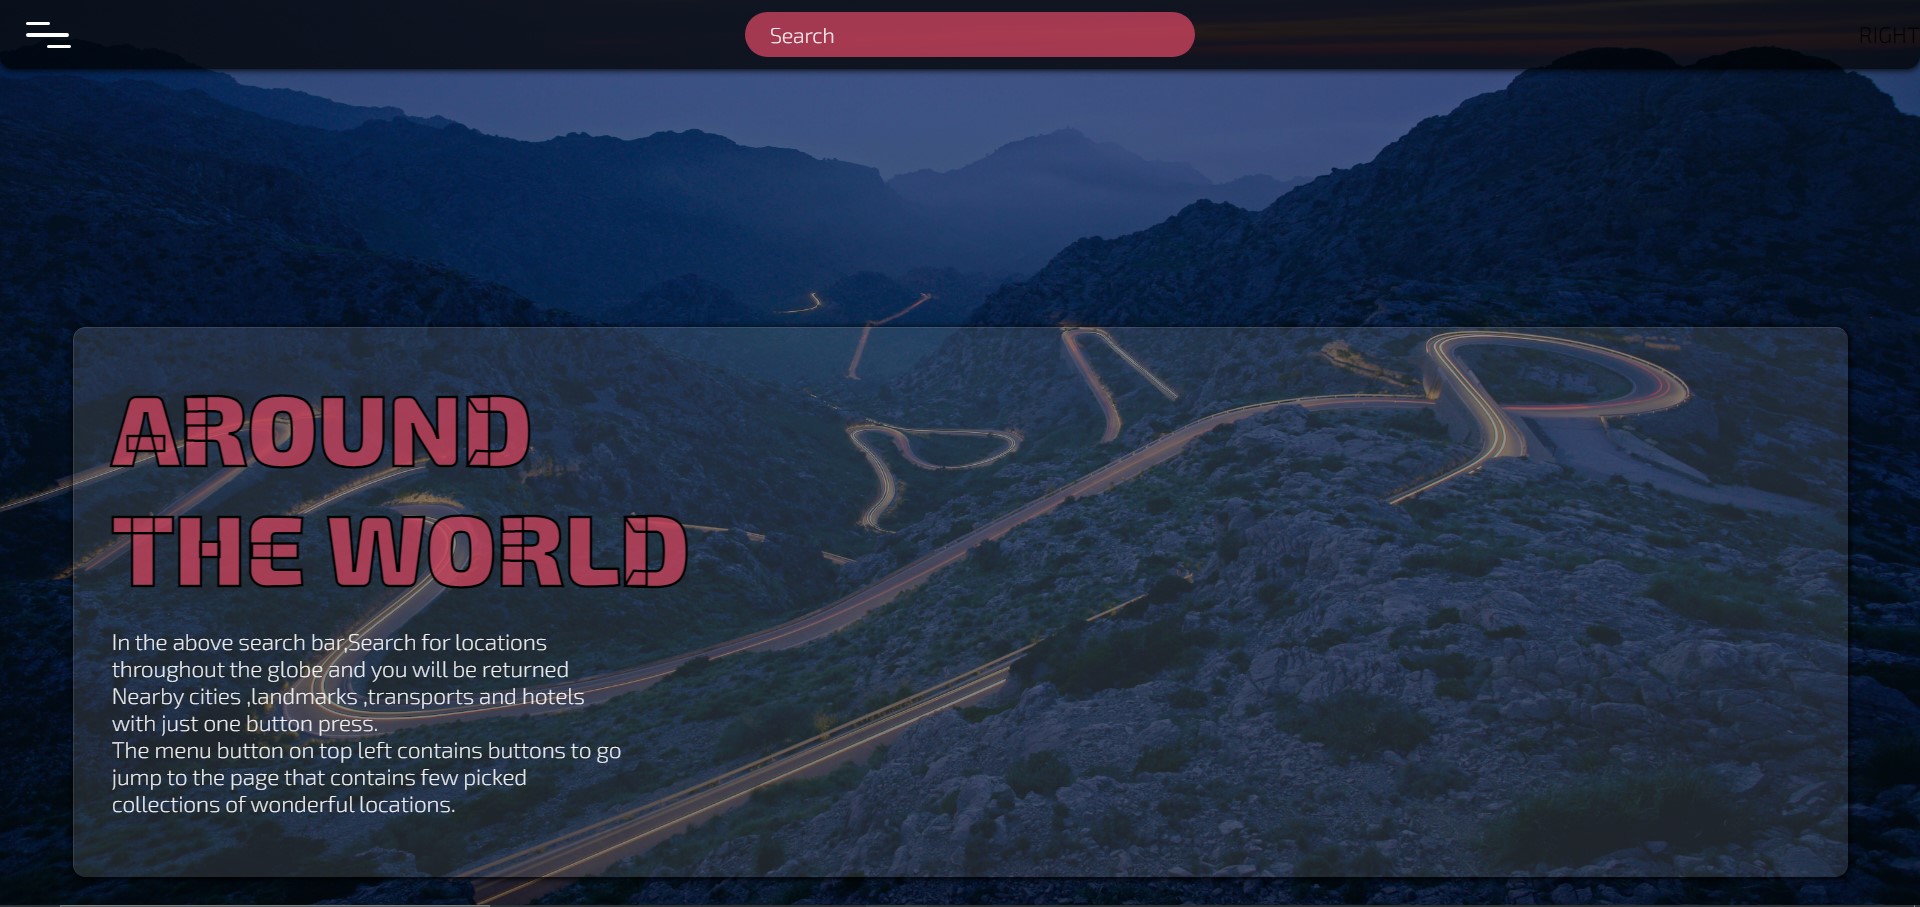 Search
RIGHT
AROUND
THE WORLD
In the above search bar,Search for locations
throughout the globe and you will be returned
Nearby cities ,landmarks ,transports and hotels
with just one button press.
The menu button on top left contains buttons to go
jump to the page that contains few picked
collections of wonderful locations.